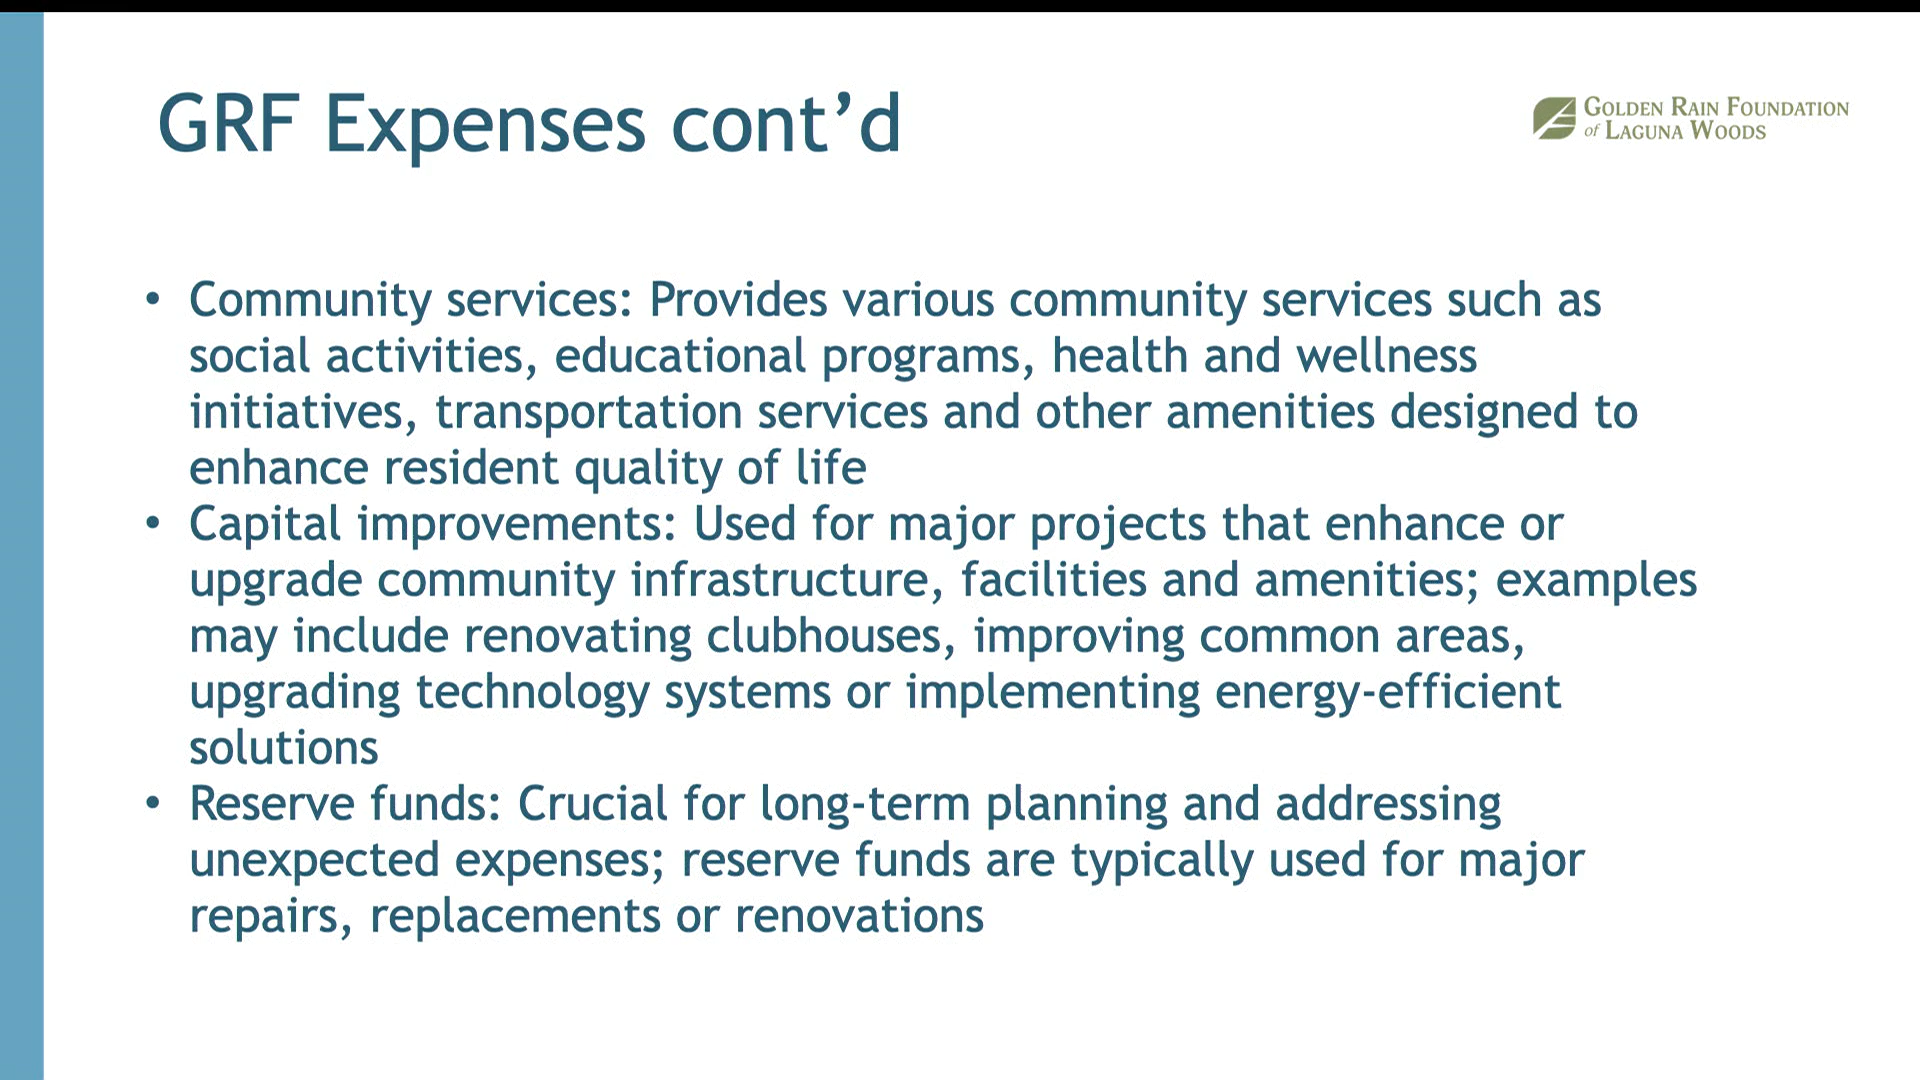 GRF Expenses cont’d
GOLDEN RAIN FOUNDATION
of LAGUNA WOODS
• Community services: Provides various community services such as
social activities, educational programs, health and wellness
initiatives, transportation services and other amenities designed to
enhance resident quality of life
• Capital improvements: Used for major projects that enhance or
upgrade community infrastructure, facilities and amenities; examples
may include renovating clubhouses, improving common areas,
upgrading technology systems or implementing energy-efficient
solutions
• Reserve funds: Crucial for long-term planning and addressing
unexpected expenses; reserve funds are typically used for major
repairs, replacements or renovations